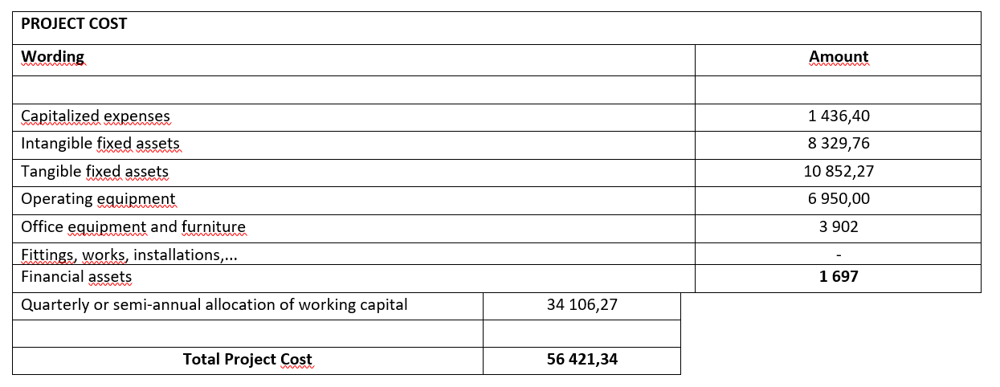 PROJECT COST
Wording Amount
Capitalized expenses 1 436,40
Intangible fixed assets 8 329,76
Tangible fixed assets 10 852,27
Operating equipment 6 950,00
Office equipment and furniture 3 902
Fittings, works, installations,... -
Financial assets 1 697
Quarterly or semi-annual allocation of working capital 34 106,27
Total Project Cost 56 421,34